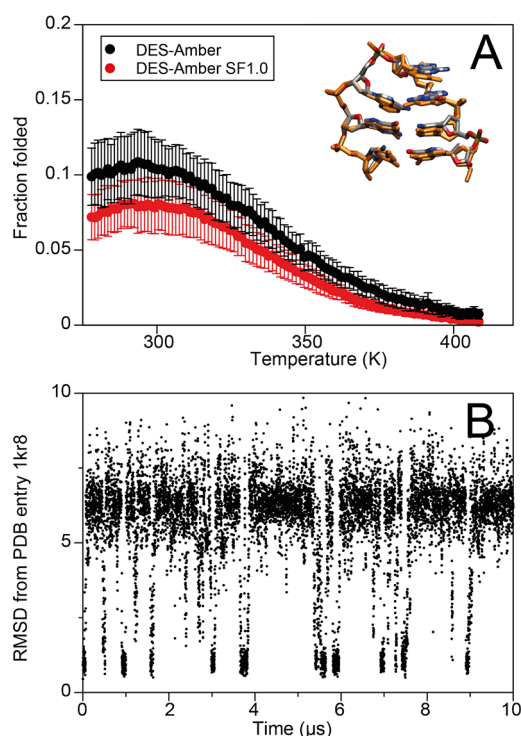 A
DES-Amber
DES-Amber SF1.0
Fraction folded
0.2
0.15
0.1
0.05
0
300
350
400
Temperature (K)
B
RMSD from PDB entry 1kr8
10
5
0
0
2
4
6
8
10
Time (µs)